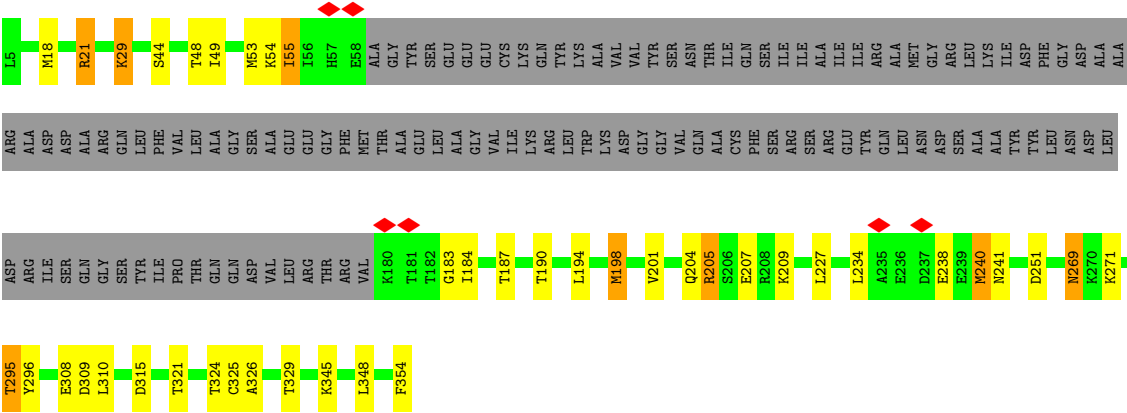 L5 M18 R21 K29 S44 T48 I49 M53 K54 I55 I56 H57 E58 ALA GLY TYR SER GLU GLU GLU CYS LYS GLN TYR LYS ALA VAL VAL TYR SER ASN THR ILE GLN SER ILE ILE ALA ILE ILE ARG ALA MET GLY ARG LEU LYS ILE ASP PHE GLY ASP ALA ALA
ARG ALA ASP ASP ALA ARG GLN LEU PHE VAL LEU ALA GLY SER ALA GLU GLU GLY PHE MET THR ALA GLU LEU ALA GLY VAL ILE LYS ARG LEU TRP LYS ASP GLY GLY VAL GLN ALA CYS PHE SER ARG SER ARG GLU TYR GLN LEU ASN ASP SER ALA ALA TYR TYR LEU ASN ASP LEU
ASP ARG ILE SER GLN GLY SER TYR ILE PRO THR GLN GLN ASP VAL LEU ARG THR ARG VAL K180 T181 T182 G183 I184 T187 T190 L194 M198 V201 Q204 R205 S206 E207 R208 K209 L227 L234 A235 E236 D237 E238 E239 M240 N241 D251 N269 K270 K271
T295 Y296 E308 D309 L310 D315 T321 T324 C325 A326 T329 K345 L348 F354